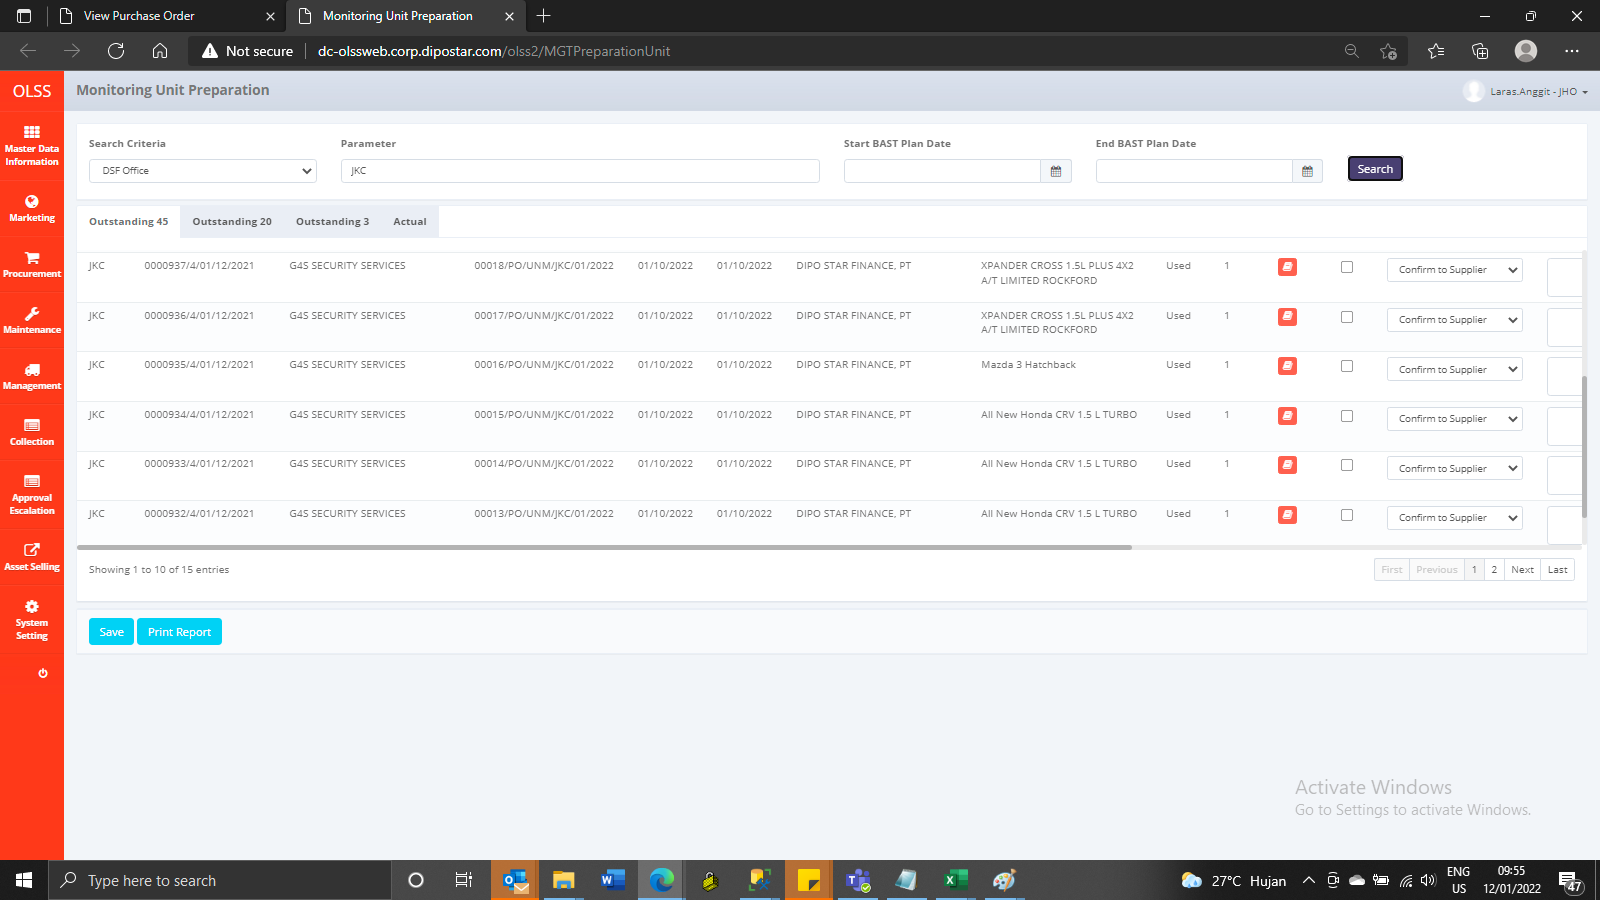 View Purchase Order
Monitoring Unit Preparation
Not secure
dc-olssweb.corp.dipostar.com/olss2/MGTPreparationUnit
OLSS
Monitoring Unit Preparation
Laras.Anggit - JHO
Master Data
Information
Marketing
Procurement
Maintenance
Management
Collection
Approval
Escalation
Asset Selling
System
Setting
Search Criteria
Parameter
Start BAST Plan Date
End BAST Plan Date
DSF Office
JKC
Search
Outstanding 45
Outstanding 20
Outstanding 3
Actual
JKC 0000937/4/01/12/2021 G4S SECURITY SERVICES 00018/PO/UNM/JKC/01/2022 01/10/2022 01/10/2022 DIPO STAR FINANCE, PT XPANDER CROSS 1.5L PLUS 4X2 Used 1 Confirm to Supplier
A/T LIMITED ROCKFORD
JKC 0000936/4/01/12/2021 G4S SECURITY SERVICES 00017/PO/UNM/JKC/01/2022 01/10/2022 01/10/2022 DIPO STAR FINANCE, PT XPANDER CROSS 1.5L PLUS 4X2 Used 1 Confirm to Supplier
A/T LIMITED ROCKFORD
JKC 0000935/4/01/12/2021 G4S SECURITY SERVICES 00016/PO/UNM/JKC/01/2022 01/10/2022 01/10/2022 DIPO STAR FINANCE, PT Mazda 3 Hatchback Used 1 Confirm to Supplier
JKC 0000934/4/01/12/2021 G4S SECURITY SERVICES 00015/PO/UNM/JKC/01/2022 01/10/2022 01/10/2022 DIPO STAR FINANCE, PT All New Honda CRV 1.5 L TURBO Used 1 Confirm to Supplier
JKC 0000933/4/01/12/2021 G4S SECURITY SERVICES 00014/PO/UNM/JKC/01/2022 01/10/2022 01/10/2022 DIPO STAR FINANCE, PT All New Honda CRV 1.5 L TURBO Used 1 Confirm to Supplier
JKC 0000932/4/01/12/2021 G4S SECURITY SERVICES 00013/PO/UNM/JKC/01/2022 01/10/2022 01/10/2022 DIPO STAR FINANCE, PT All New Honda CRV 1.5 L TURBO Used 1 Confirm to Supplier
Showing 1 to 10 of 15 entries
First Previous 1 2 Next Last
Save
Print Report
Activate Windows
Go to Settings to activate Windows.
Type here to search
27°C Hujan
ENG
US
09:55
12/01/2022
47